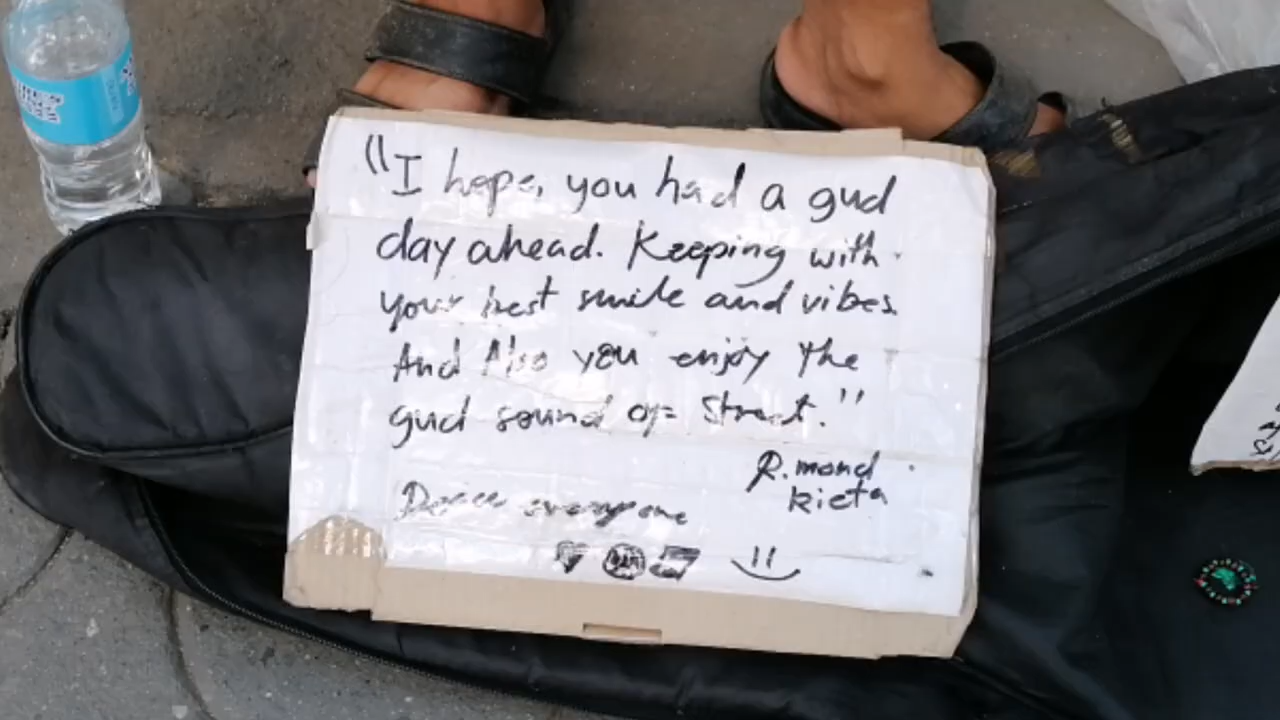 "I hope, you had a gud
day ahead. Keeping with
your best smile and vibes.
And Also you enjoy the
gud sound of street."
R.mond
kieta
everyone